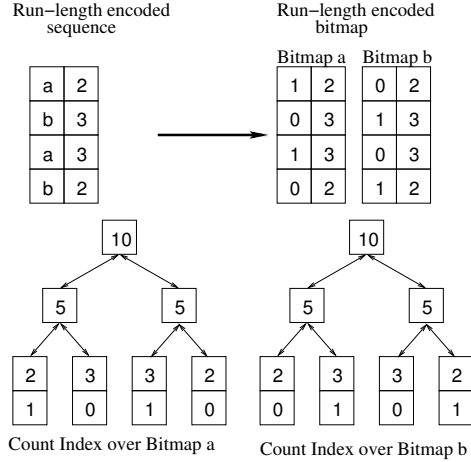 Run−length encoded
sequence
Run−length encoded
bitmap
Bitmap a Bitmap b
a 2 1 2 0 2
b 3 0 3 1 3
a 3 1 3 0 3
b 2 0 2 1 2
10 10
5 5 5 5
2 3 3 2 2 3 3 2
1 0 1 0 0 1 0 1
Count Index over Bitmap a
Count Index over Bitmap b